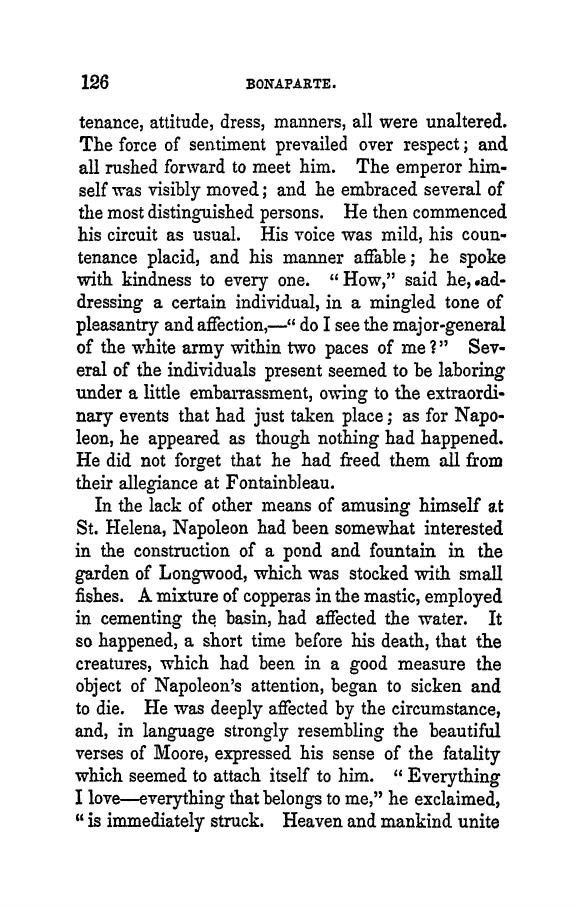 126 BONAPARTE.
tenance, attitude, dress, manners, all were unaltered.
The force of sentiment prevailed over respect; and
all rushed forward to meet him. The emperor him-
self was visibly moved; and he embraced several of
the most distinguished persons. He then commenced
his circuit as usual. His voice was mild, his coun-
tenance placid, and his manner affable; he spoke
with kindness to every one. "How," said he, ad-
dressing a certain individual, in a mingled tone of
pleasantry and affection,—"do I see the major-general
of the white army within two paces of me?" Sev-
eral of the individuals present seemed to be laboring
under a little embarrassment, owing to the extraordi-
nary events that had just taken place; as for Napo-
leon, he appeared as though nothing had happened.
He did not forget that he had freed them all from
their allegiance at Fontainbleau.
In the lack of other means of amusing himself at
St. Helena, Napoleon had been somewhat interested
in the construction of a pond and fountain in the
garden of Longwood, which was stocked with small
fishes. A mixture of copperas in the mastic, employed
in cementing the basin, had affected the water. It
so happened, a short time before his death, that the
creatures, which had been in a good measure the
object of Napoleon's attention, began to sicken and
to die. He was deeply affected by the circumstance,
and, in language strongly resembling the beautiful
verses of Moore, expressed his sense of the fatality
which seemed to attach itself to him. "Everything
I love—everything that belongs to me," he exclaimed,
"is immediately struck. Heaven and mankind unite